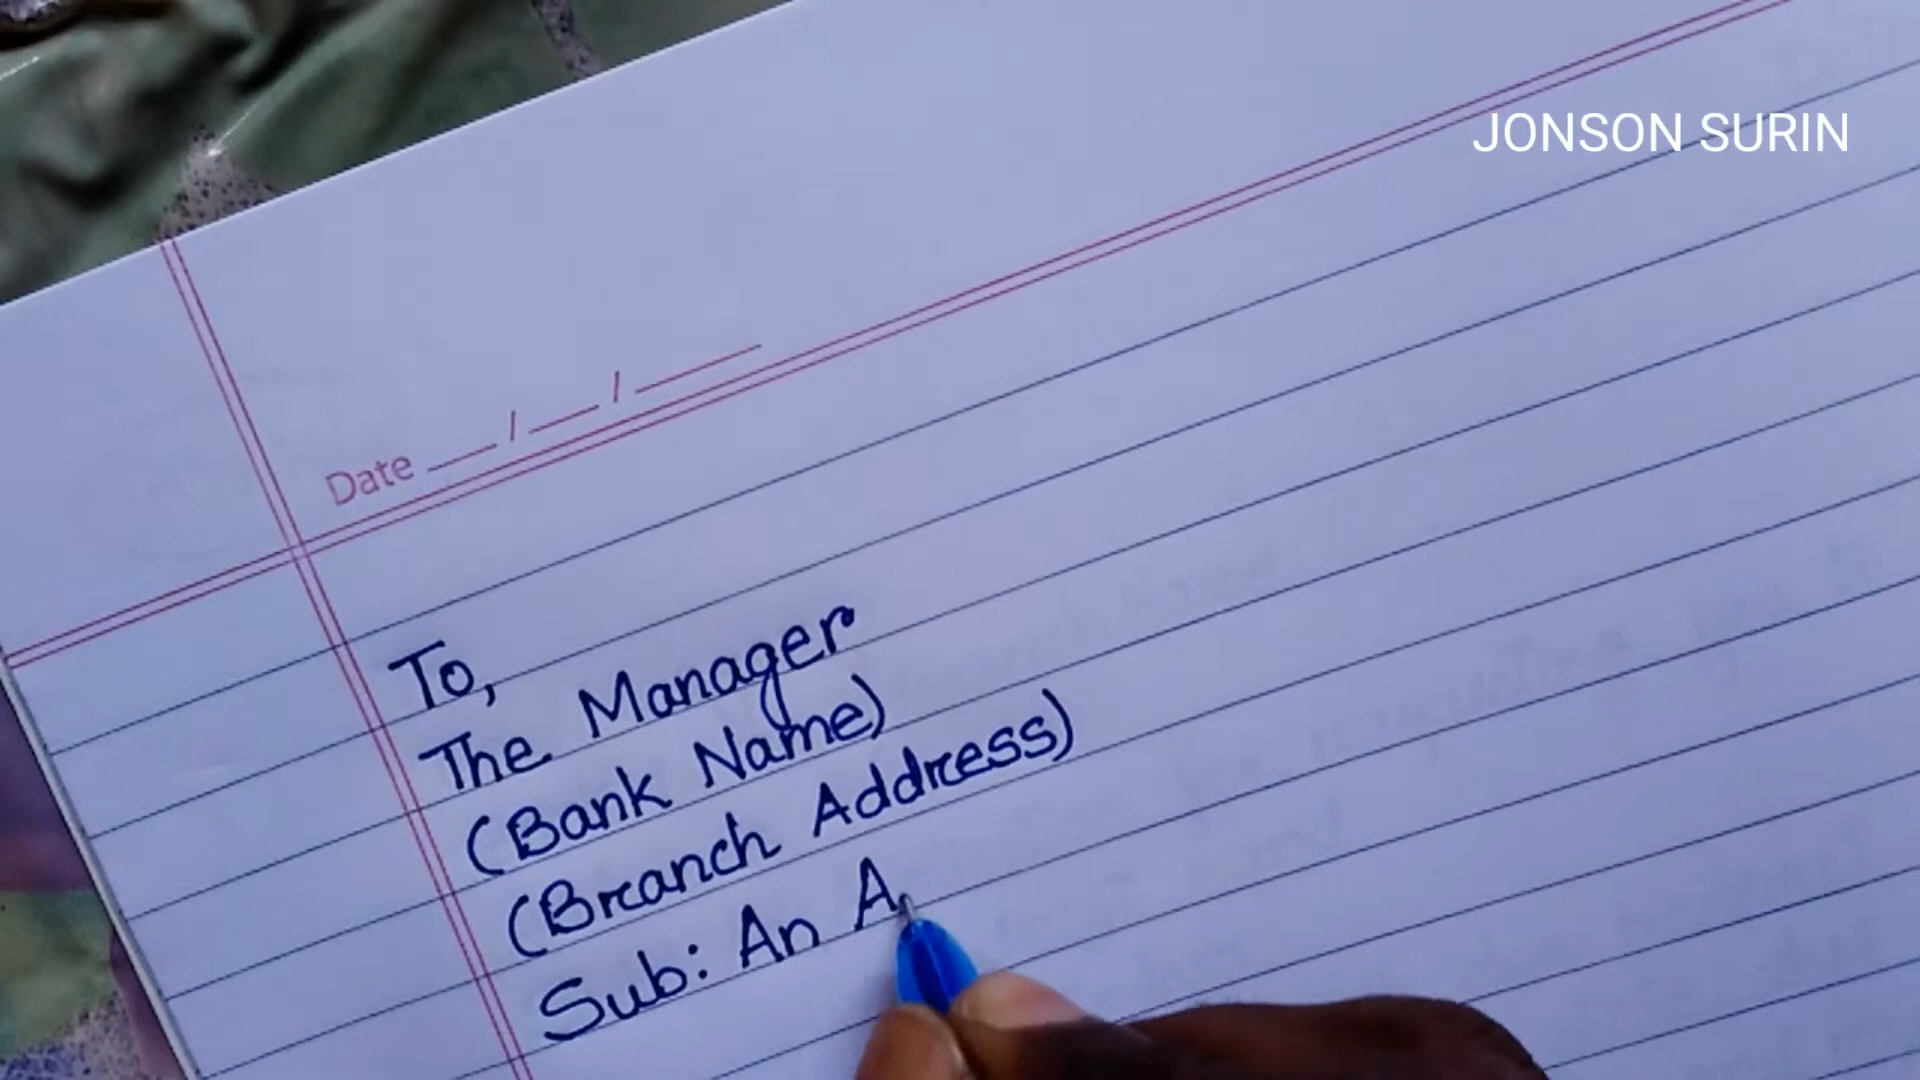 JONSON SURIN
Date __ / __ / ____
To,
The Manager
(Bank Name)
(Branch Address)
Sub: An A